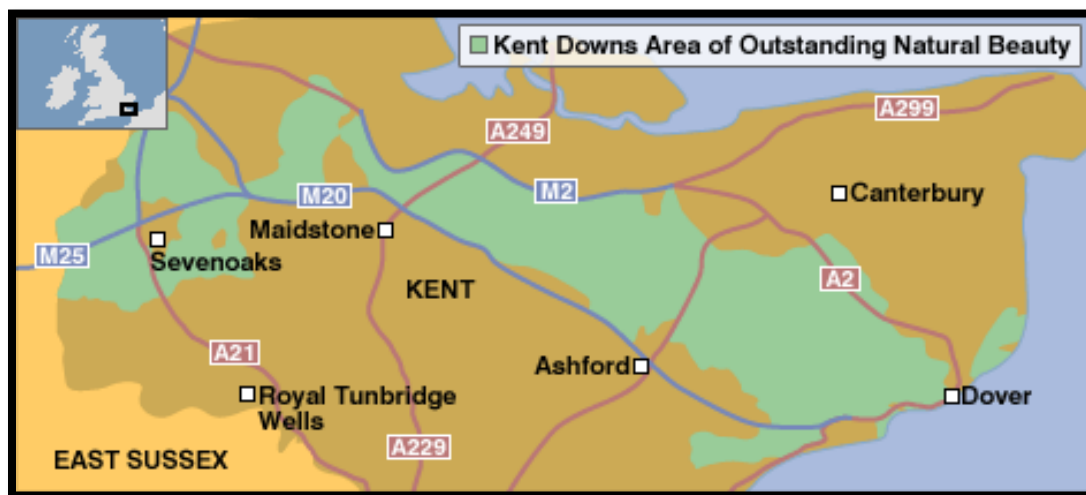 Kent Downs Area of Outstanding Natural Beauty
A299
A249
M20
M2
Canterbury
Maidstone
M25
Sevenoaks
KENT
A2
A21
Ashford
Royal Tunbridge
Wells
Dover
A229
EAST SUSSEX